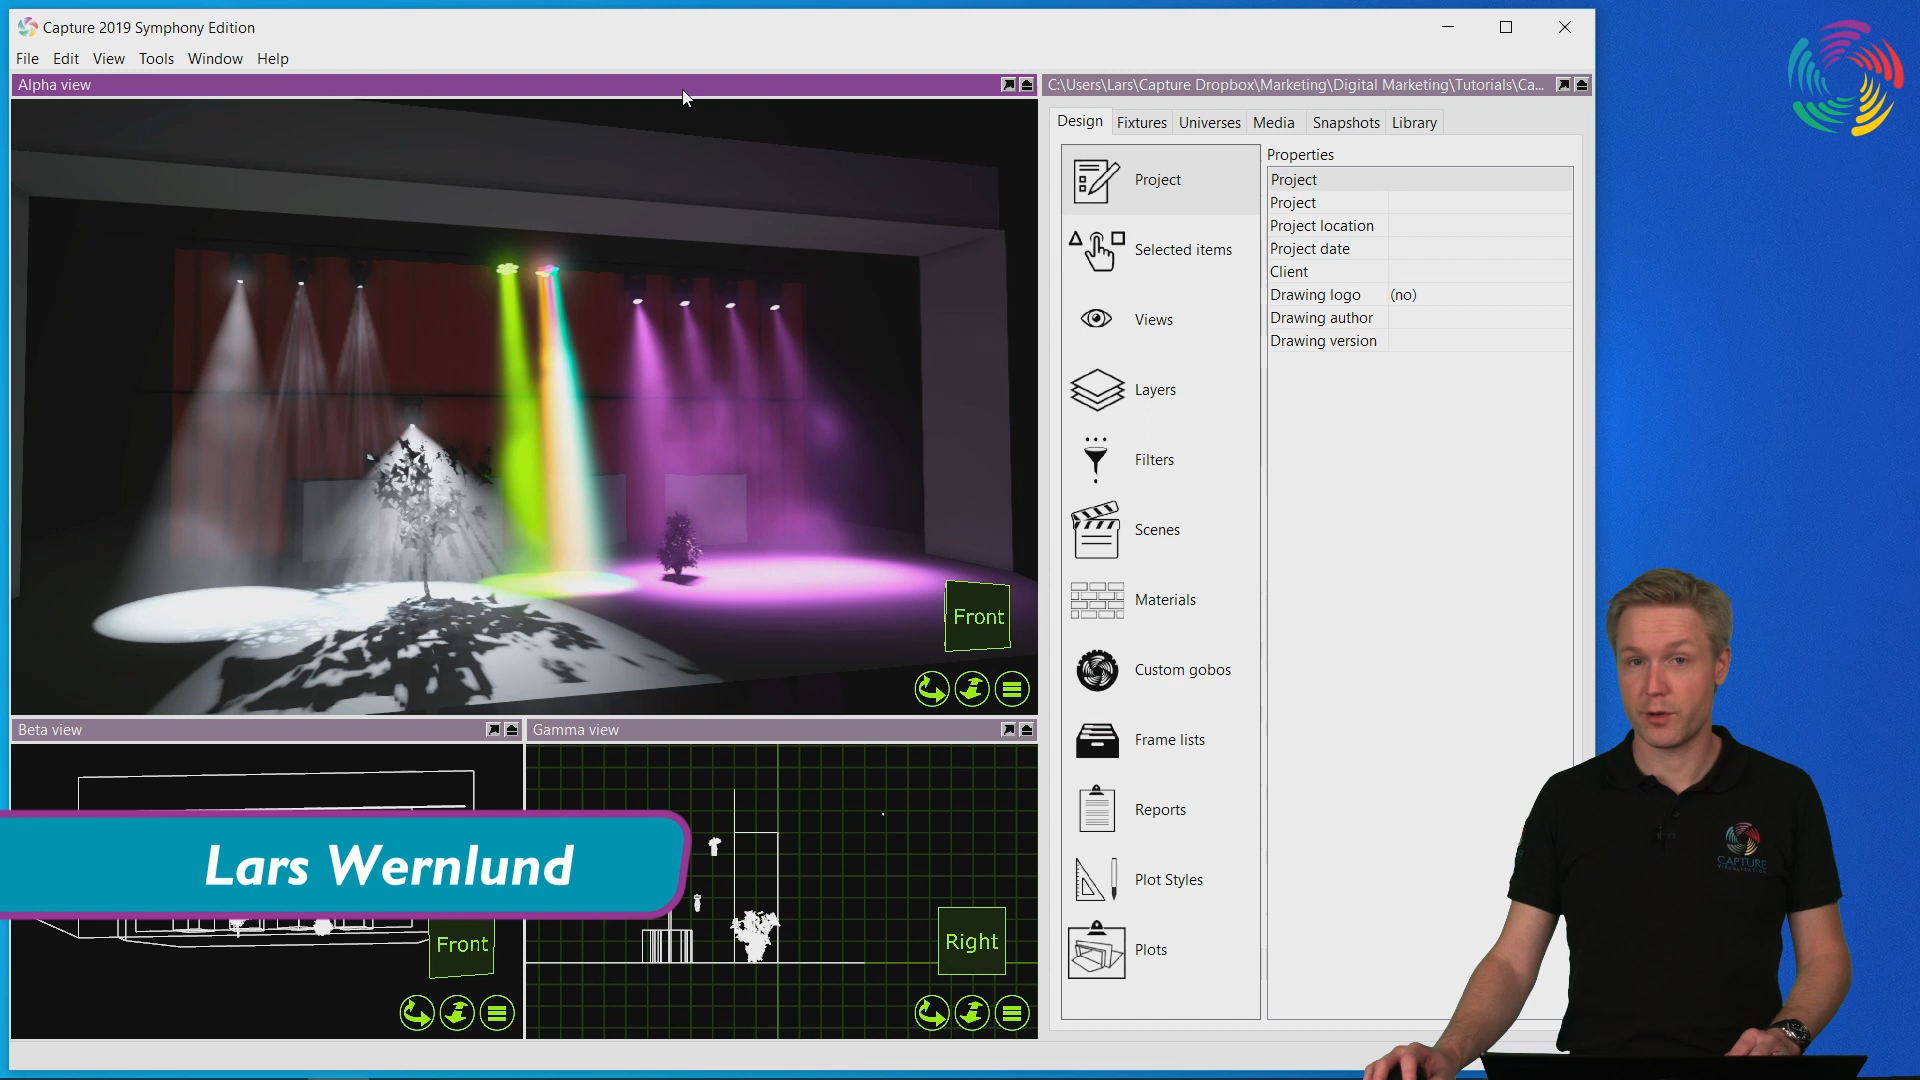 Capture 2019 Symphony Edition
File Edit View Tools Window Help
Alpha view
C:\Users\Lars\Capture Dropbox\Marketing\Digital Marketing\Tutorials\Ca...
Design Fixtures Universes Media Snapshots Library
Properties
Project
Selected items
Views
Layers
Filters
Scenes
Materials
Custom gobos
Frame lists
Reports
Plot Styles
Plots
Project
Project
Project location
Project date
Client
Drawing logo (no)
Drawing author
Drawing version
Front
Beta view
Gamma view
Lars Wernlund
Front
Right
CAPTURE